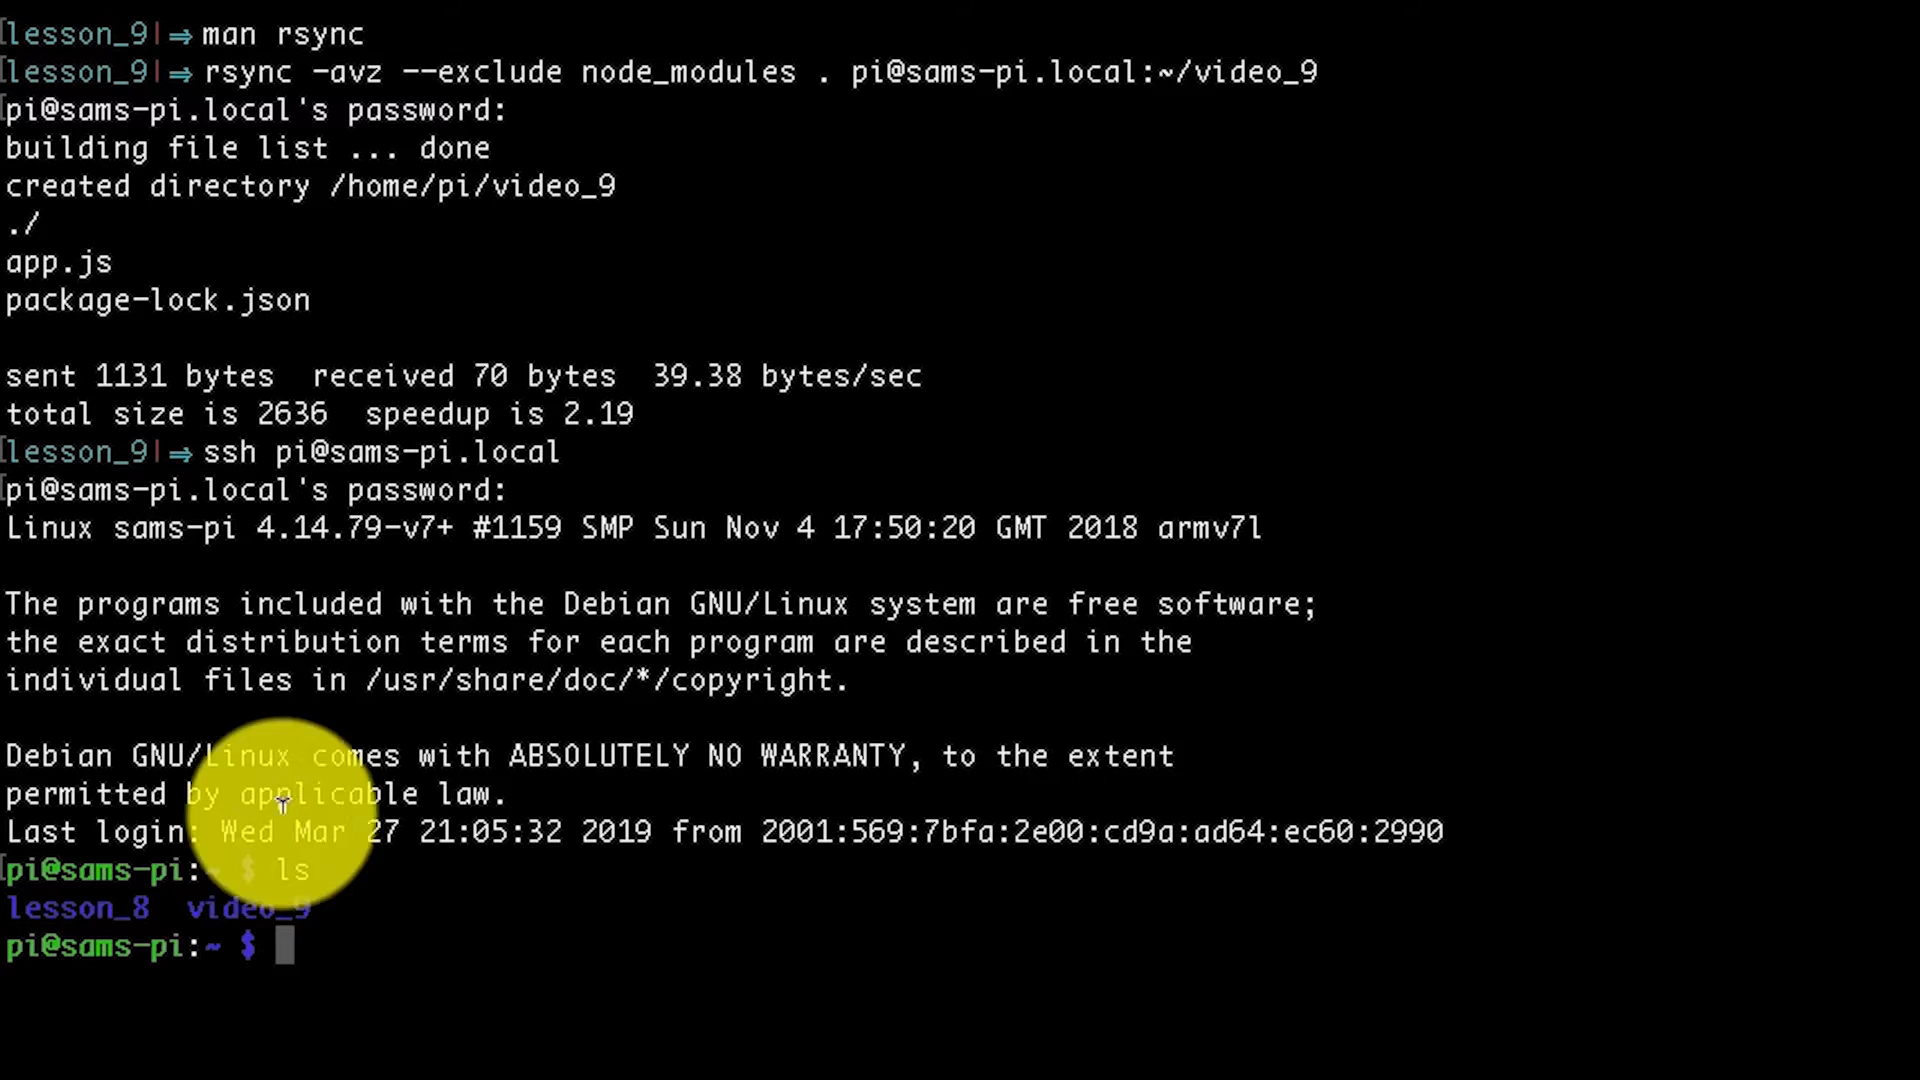 [lesson_9|⇒ man rsync
[lesson_9|⇒ rsync -avz --exclude node_modules . pi@sams-pi.local:~/video_9
[pi@sams-pi.local's password:
building file list ... done
created directory /home/pi/video_9
./
app.js
package-lock.json
sent 1131 bytes  received 70 bytes  39.38 bytes/sec
total size is 2636  speedup is 2.19
[lesson_9|⇒ ssh pi@sams-pi.local
[pi@sams-pi.local's password:
Linux sams-pi 4.14.79-v7+ #1159 SMP Sun Nov 4 17:50:20 GMT 2018 armv7l
The programs included with the Debian GNU/Linux system are free software;
the exact distribution terms for each program are described in the
individual files in /usr/share/doc/*/copyright.
Debian GNU/Linux comes with ABSOLUTELY NO WARRANTY, to the extent
permitted by applicable law.
Last login: Wed Mar 27 21:05:32 2019 from 2001:569:7bfa:2e00:cd9a:ad64:ec60:2990
[pi@sams-pi:~ $ ls
lesson_8  video_9
pi@sams-pi:~ $